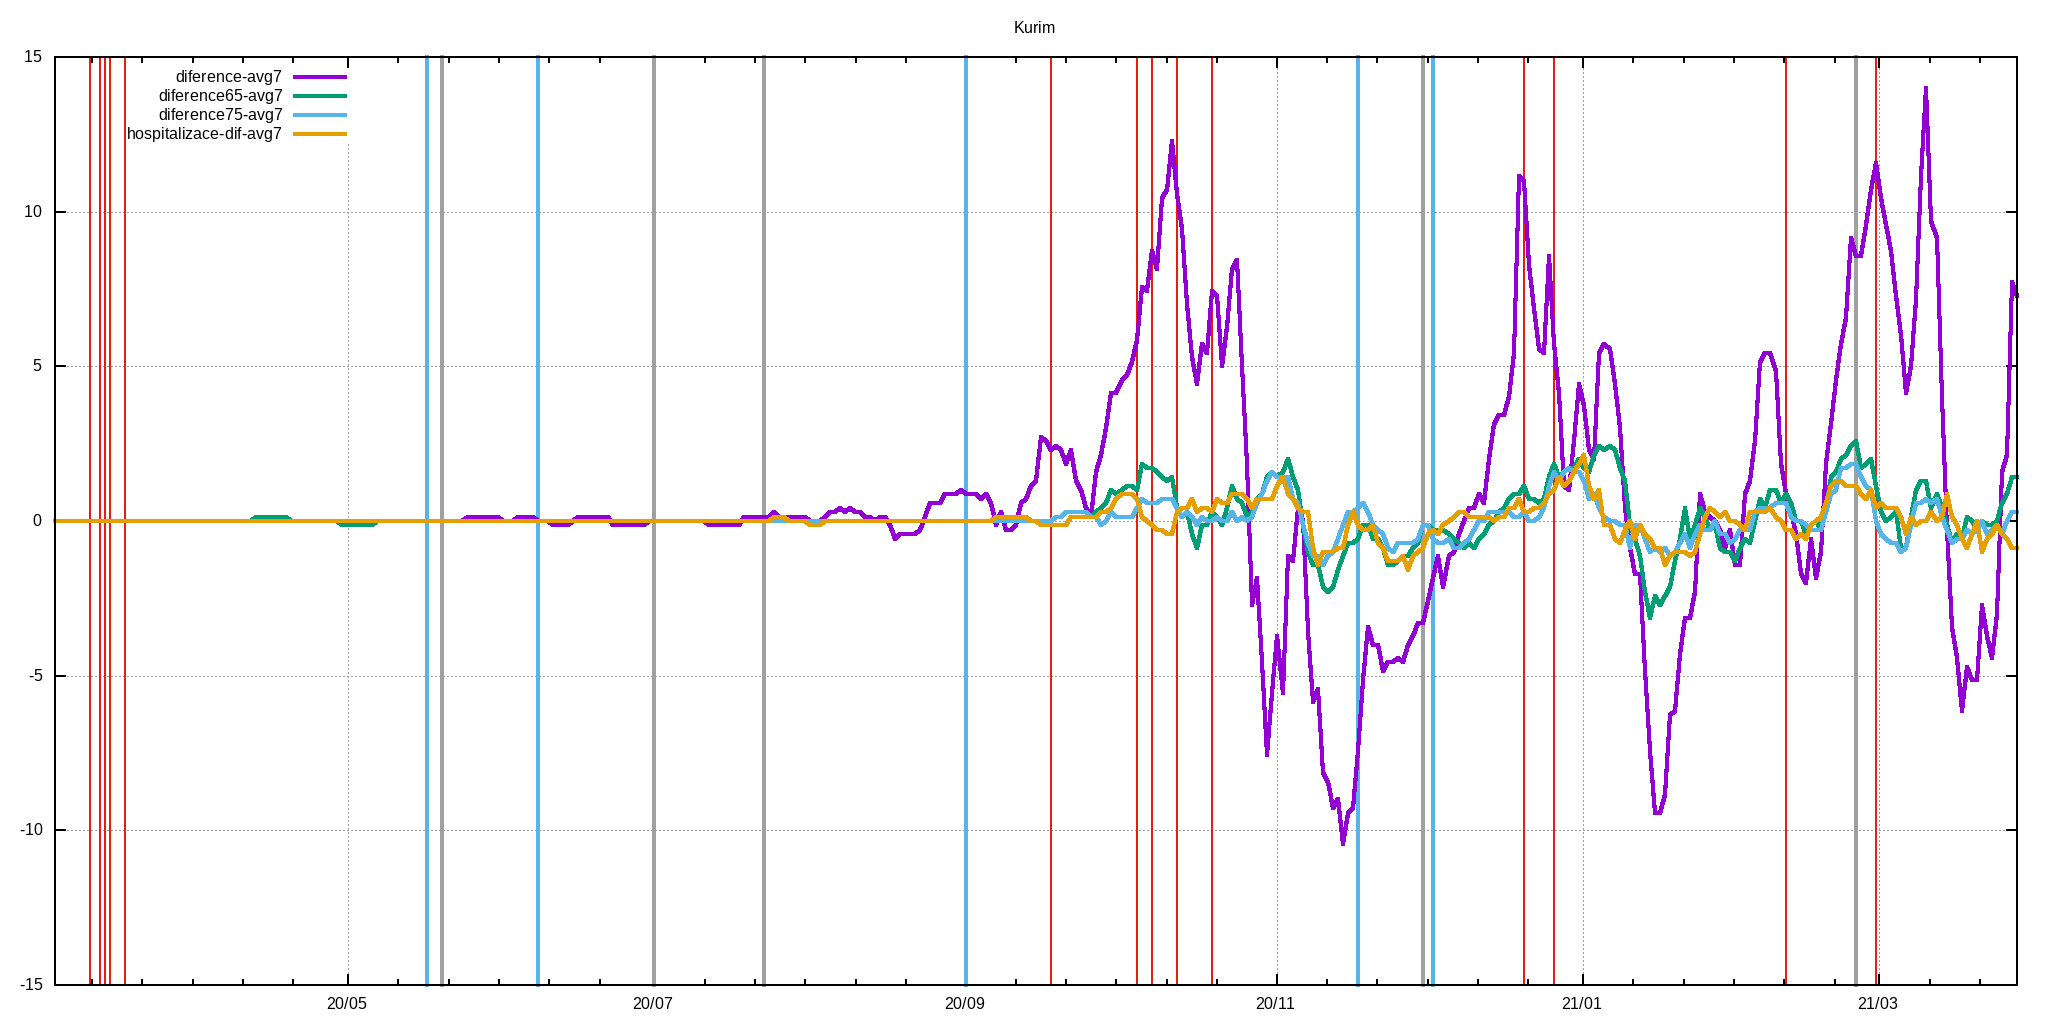 Kurim
15
diference-avg7
diference65-avg7
diference75-avg7
hospitalizace-dif-avg7
10
5
0
-5
-10
-15
20/05 20/07 20/09 20/11 21/01 21/03